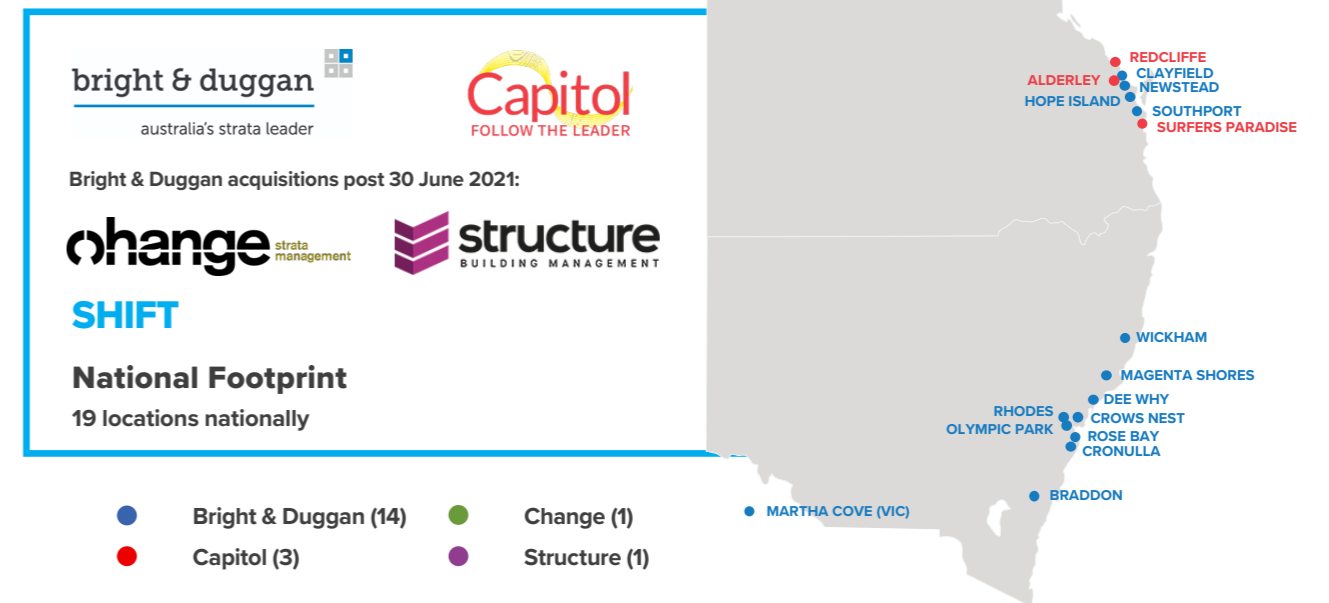 bright & duggan
australia's strata leader
Capitol
FOLLOW THE LEADER
Bright & Duggan acquisitions post 30 June 2021:
change
strata
management
structure
BUILDING MANAGEMENT
SHIFT
National Footprint
19 locations nationally
Bright & Duggan (14)
Change (1)
Capitol (3)
Structure (1)
REDCLIFFE
CLAYFIELD
ALDERLEY
NEWSTEAD
HOPE ISLAND
SOUTHPORT
SURFERS PARADISE
WICKHAM
MAGENTA SHORES
DEE WHY
RHODES
CROWS NEST
OLYMPIC PARK
ROSE BAY
CRONULLA
BRADDON
MARTHA COVE (VIC)